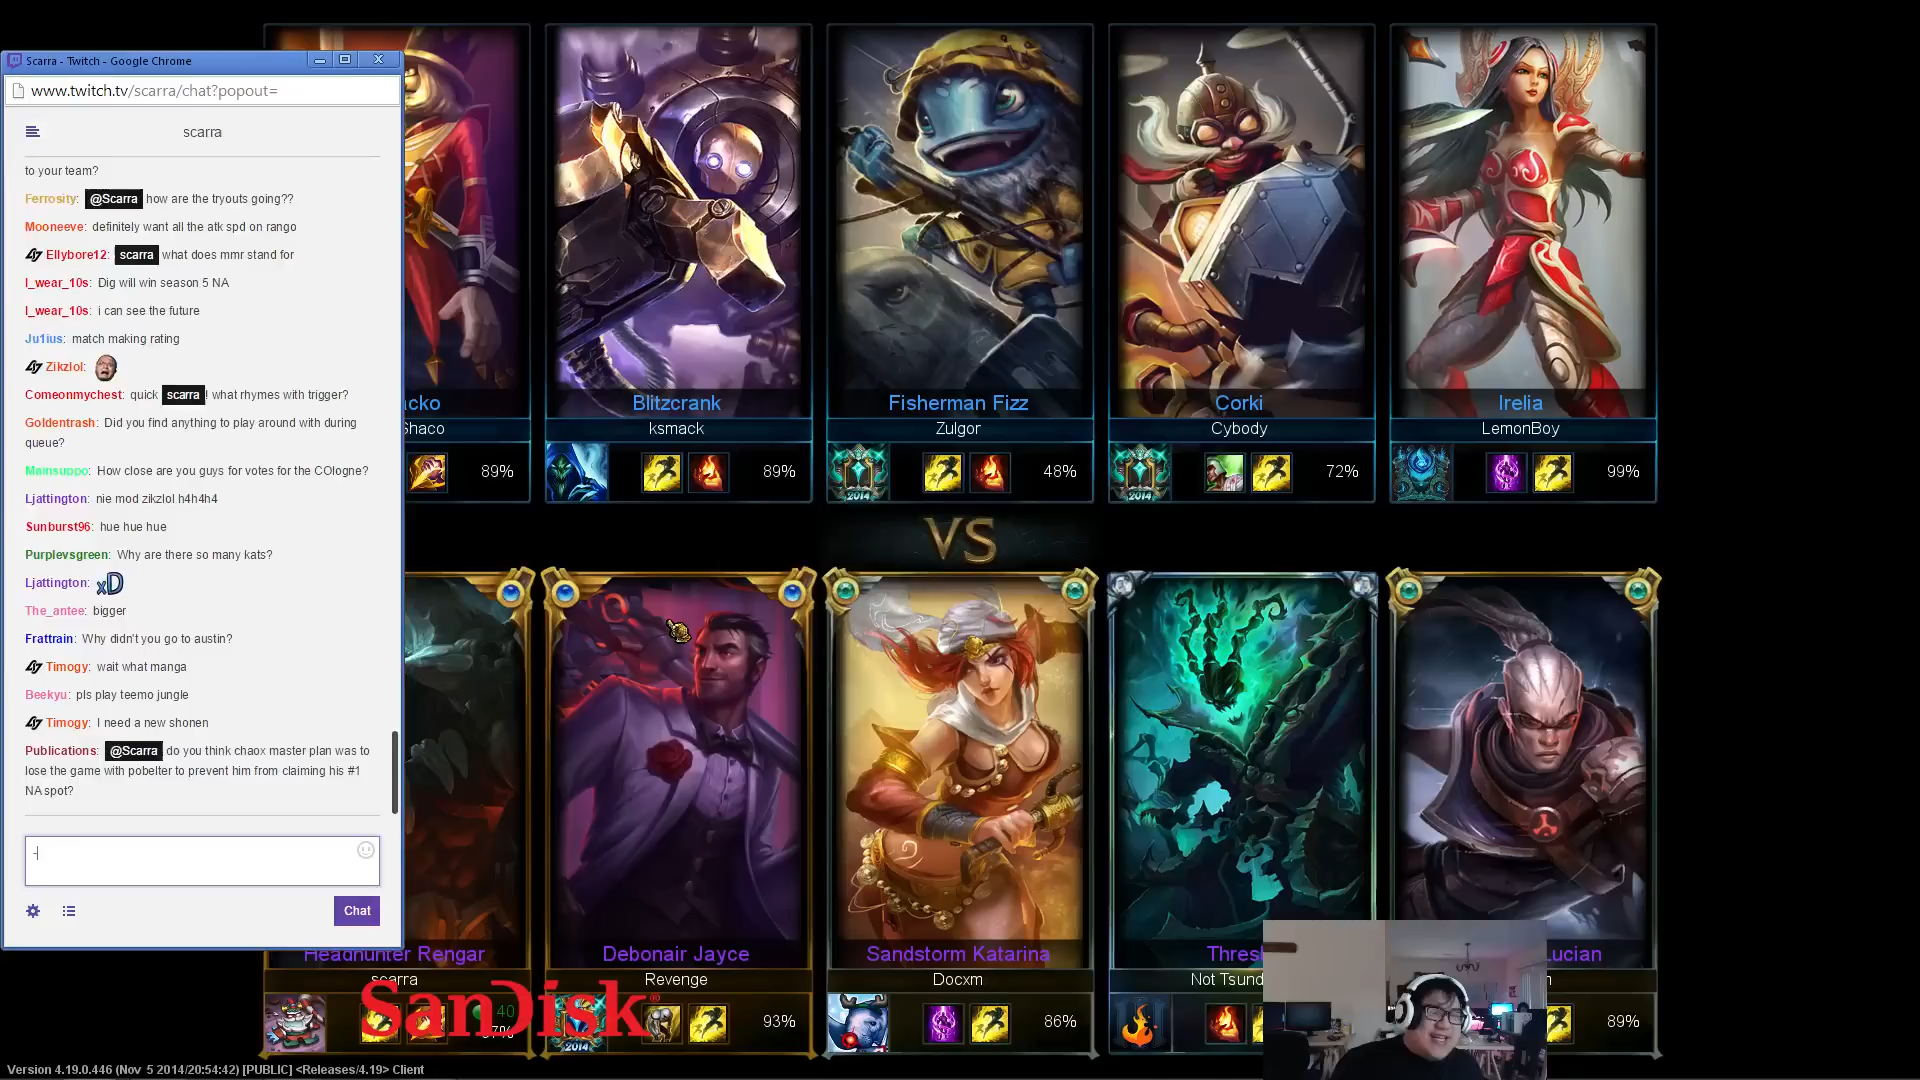 Scarra - Twitch - Google Chrome
www.twitch.tv/scarra/chat?popout=
scarra
to your team?
Ferrosity: @Scarra how are the tryouts going??
Mooneeve: definitely want all the atk spd on rango
Ellybore12: scarra what does mmr stand for
I_wear_10s: Dig will win season 5 NA
I_wear_10s: i can see the future
Ju1ius: match making rating
Zikzlol:
Comeonmychest: quick scarra! what rhymes with trigger?
Goldentrash: Did you find anything to play around with during
queue?
Mainsuppo: How close are you guys for votes for the COlogne?
Ljattington: nie mod zikzlol h4h4h4
Sunburst96: hue hue hue
Purplevsgreen: Why are there so many kats?
Ljattington: xD
The_antee: bigger
Frattrain: Why didn't you go to austin?
Timogy: wait what manga
Beekyu: pls play teemo jungle
Timogy: I need a new shonen
Publications: @Scarra do you think chaox master plan was to
lose the game with pobelter to prevent him from claiming his #1
NA spot?
-
Chat
acko
Shaco
89%
Blitzcrank
ksmack
89%
Fisherman Fizz
Zulgor
2014
48%
Corki
Cybody
2014
72%
Irelia
LemonBoy
99%
VS
Headhunter Rengar
scarra
40
SanDisk®
Debonair Jayce
Revenge
2014
93%
Sandstorm Katarina
Docxm
86%
Thres
Not Tsund
Lucian
89%
Version 4.19.0.446 (Nov 5 2014/20:54:42) [PUBLIC] <Releases/4.19> Client